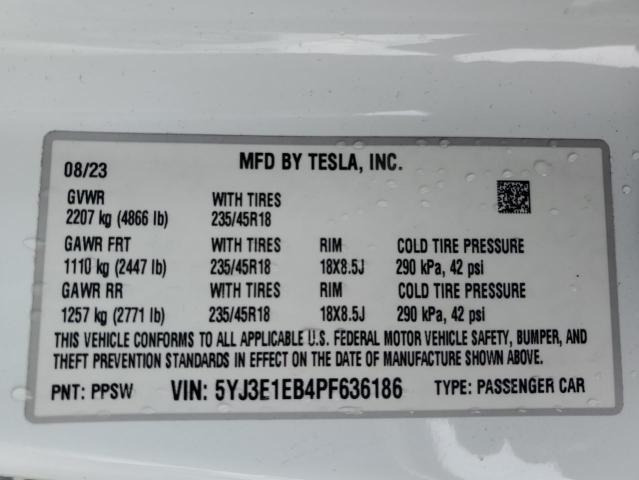 08/23 MFD BY TESLA, INC.
GVWR WITH TIRES
2207 kg (4866 lb) 235/45R18
GAWR FRT WITH TIRES RIM COLD TIRE PRESSURE
1110 kg (2447 lb) 235/45R18 18X8.5J 290 kPa, 42 psi
GAWR RR WITH TIRES RIM COLD TIRE PRESSURE
1257 kg (2771 lb) 235/45R18 18X8.5J 290 kPa, 42 psi
THIS VEHICLE CONFORMS TO ALL APPLICABLE U.S. FEDERAL MOTOR VEHICLE SAFETY, BUMPER, AND
THEFT PREVENTION STANDARDS IN EFFECT ON THE DATE OF MANUFACTURE SHOWN ABOVE.
PNT: PPSW VIN: 5YJ3E1EB4PF636186 TYPE: PASSENGER CAR